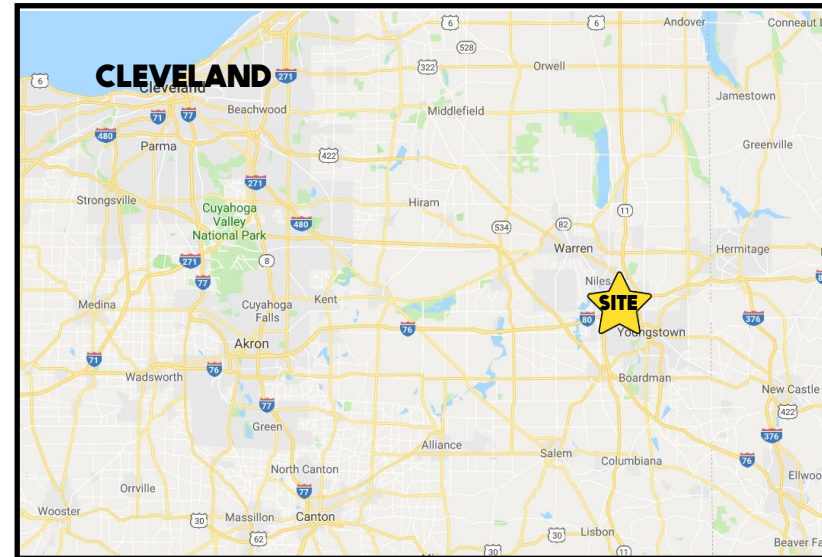 6
6
Andover
Conneaut L
528
322
Orwell
CLEVELAND
271
6
Cleveland
Jamestown
Beachwood
Middlefield
71
77
480
Parma
Greenville
422
271
Strongsville
Cuyahoga
Valley
National Park
Hiram
11
480
534
82
Warren
Hermitage
8
271
77
Niles
Medina
Cuyahoga
Falls
Kent
SITE
80
376
76
Youngstown
Akron
71
76
Wadsworth
Boardman
New Castle
77
422
Green
376
Alliance
Salem
Columbiana
76
North Canton
Ellwoo
Orrville
77
Wooster
30
Massillon
Canton
62
30
Lisbon
30
11
Beaver Fa